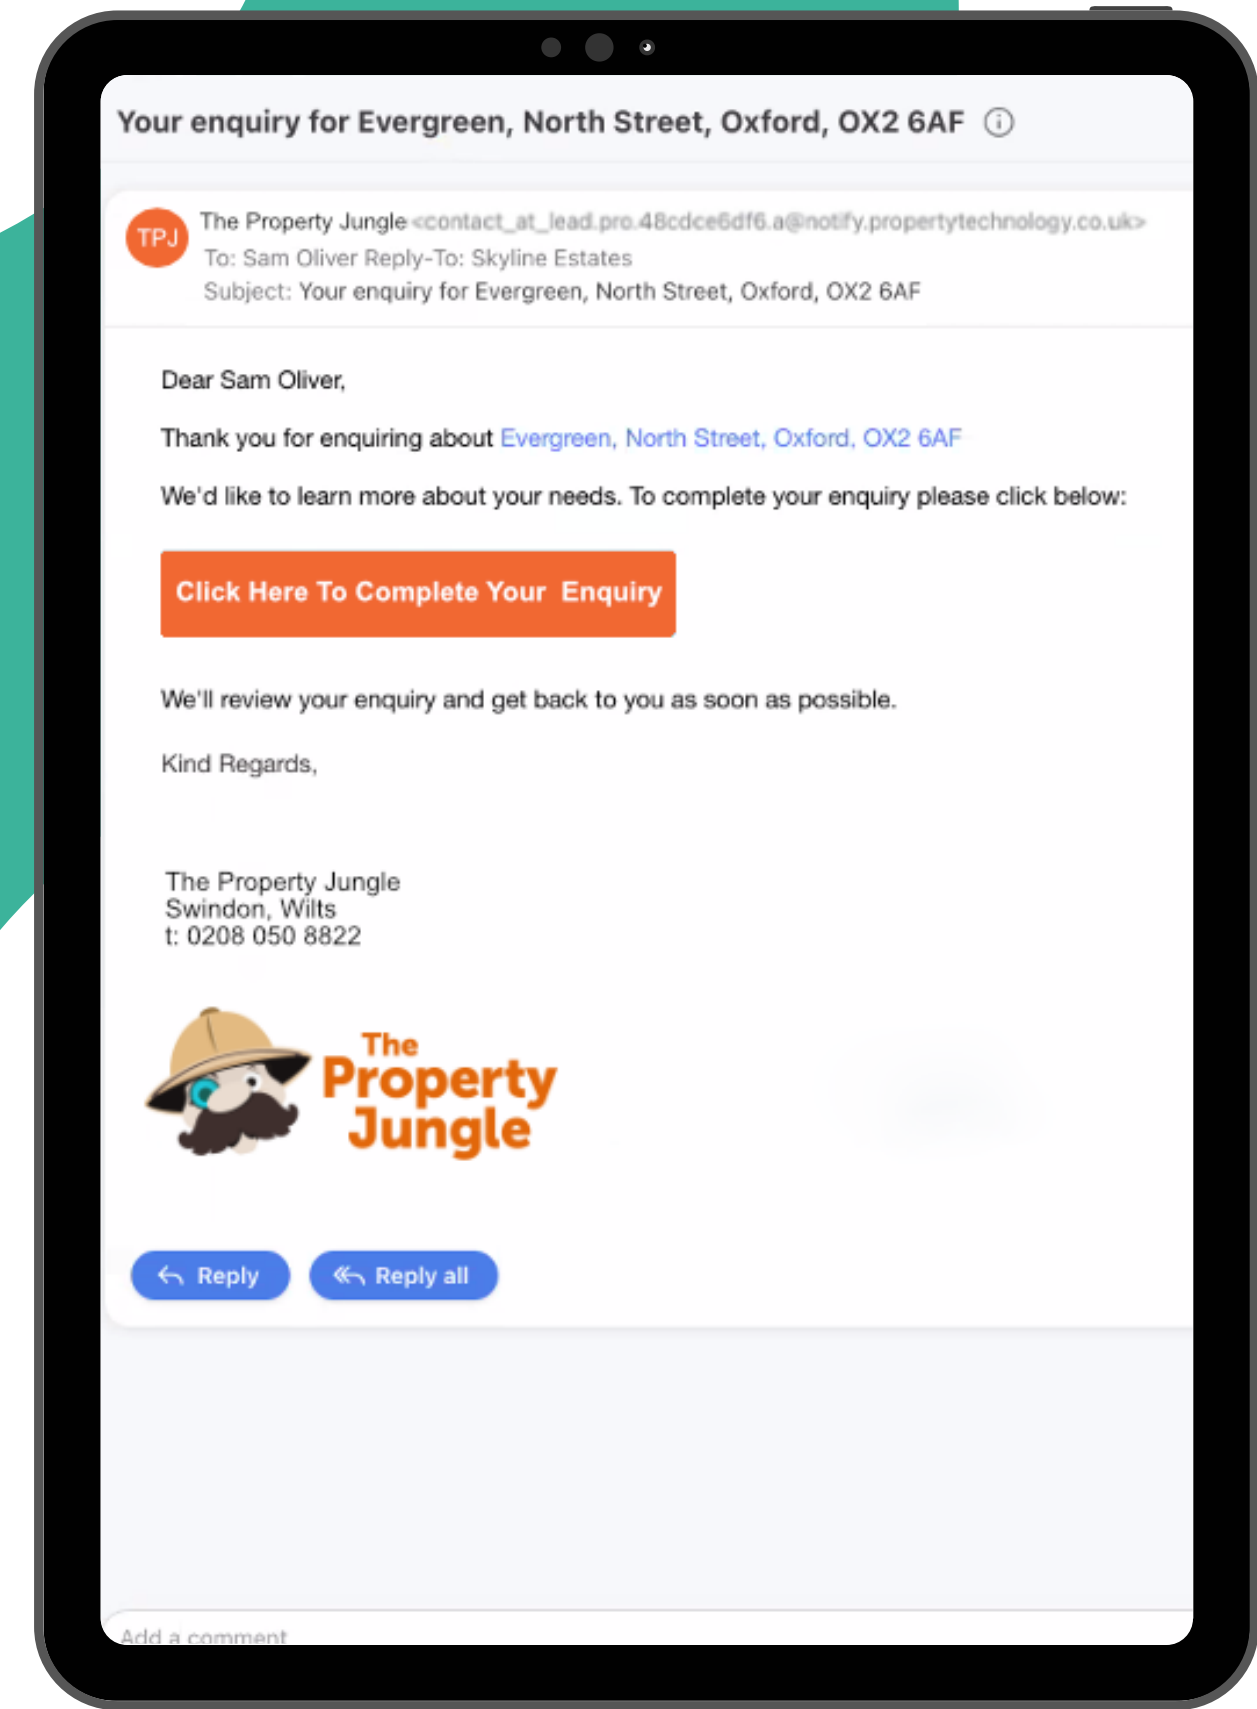 Your enquiry for Evergreen, North Street, Oxford, OX2 6AF
TPJ
The Property Jungle <contact_at_lead.pro.48cdce6df6.a@notify.propertytechnology.co.uk>
To: Sam Oliver Reply-To: Skyline Estates
Subject: Your enquiry for Evergreen, North Street, Oxford, OX2 6AF
Dear Sam Oliver,
Thank you for enquiring about Evergreen, North Street, Oxford, OX2 6AF
We'd like to learn more about your needs. To complete your enquiry please click below:
Click Here To Complete Your  Enquiry
We'll review your enquiry and get back to you as soon as possible.
Kind Regards,
The Property Jungle
Swindon, Wilts
t: 0208 050 8822
The
Property
Jungle
Reply
Reply all
Add a comment